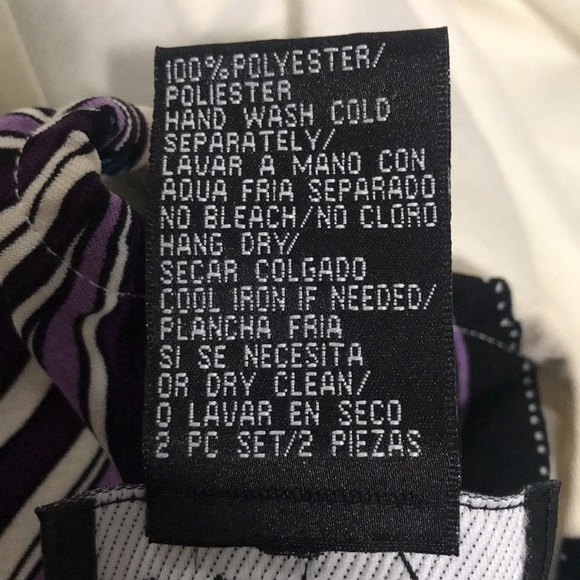 100%POLYESTER/
POLIESTER
HAND WASH COLD
SEPARATELY/
LAVAR A MANO CON
AQUA FRIA SEPARADO
NO BLEACH/NO CLORO
HANG DRY/
SECAR COLGADO
COOL IRON IF NEEDED/
PLANCHA FRIA
SI SE NECESITA
OR DRY CLEAN/
O LAVAR EN SECO
2 PC SET/2 PIEZAS